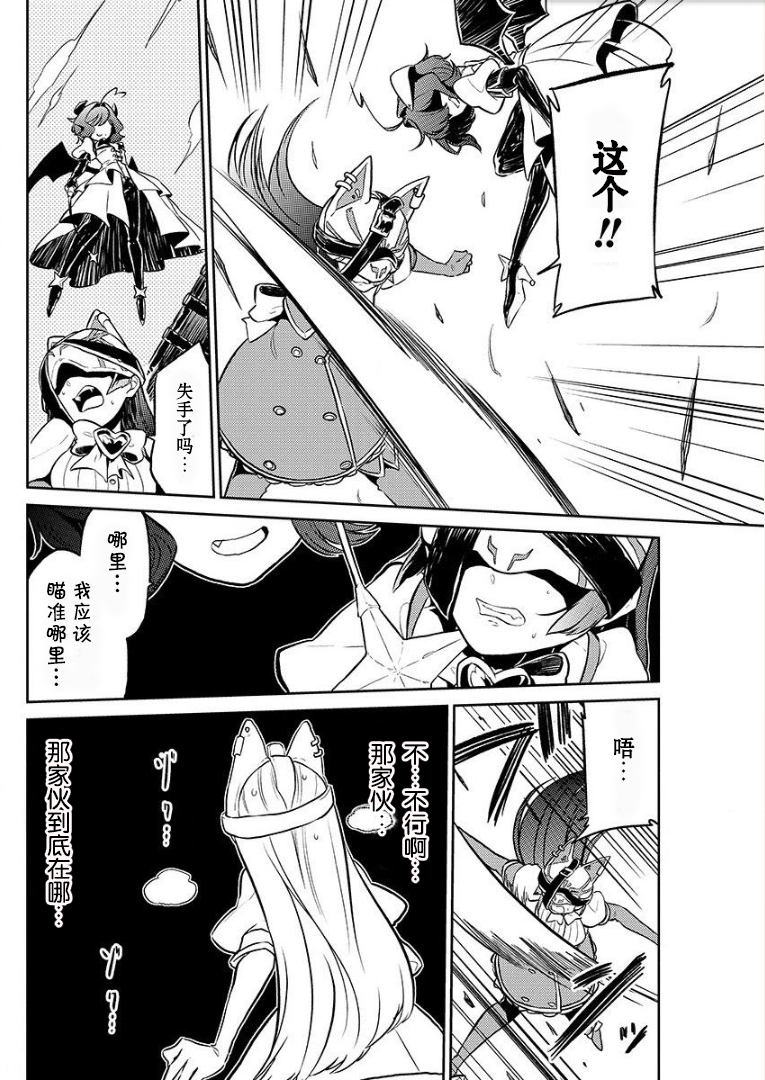 这个!!
失手了吗…
哪里…
我应该
瞄准哪里…
唔…
不…不行啊…
那家伙…
ゾク…
ゾク…
那家伙到底在哪…